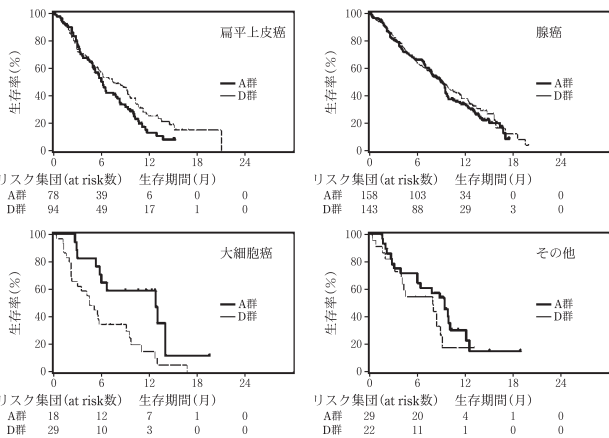 扁平上皮癌
生存率(%)
100
80
60
40
20
0
A群
D群
0 6 12 18 24
リスク集団(at risk数) 生存期間(月)
A群 78 39 6 0 0
D群 94 49 17 1 0
腺癌
生存率(%)
100
80
60
40
20
0
A群
D群
0 6 12 18 24
リスク集団(at risk数) 生存期間(月)
A群 158 103 34 0 0
D群 143 88 29 3 0
大細胞癌
生存率(%)
100
80
60
40
20
0
A群
D群
0 6 12 18 24
リスク集団(at risk数) 生存期間(月)
A群 18 12 7 1 0
D群 29 10 3 0 0
その他
生存率(%)
100
80
60
40
20
0
A群
D群
0 6 12 18 24
リスク集団(at risk数) 生存期間(月)
A群 29 20 4 1 0
D群 22 11 1 0 0